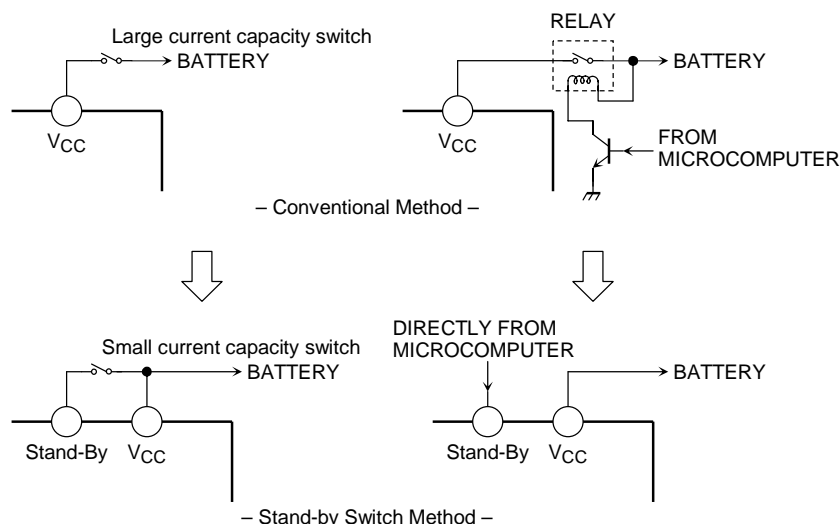 RELAY
Large current capacity switch
BATTERY
BATTERY
VCC
VCC
FROM
MICROCOMPUTER
– Conventional Method –
DIRECTLY FROM
MICROCOMPUTER
Small current capacity switch
BATTERY
BATTERY
Stand-By VCC
Stand-By VCC
– Stand-by Switch Method –